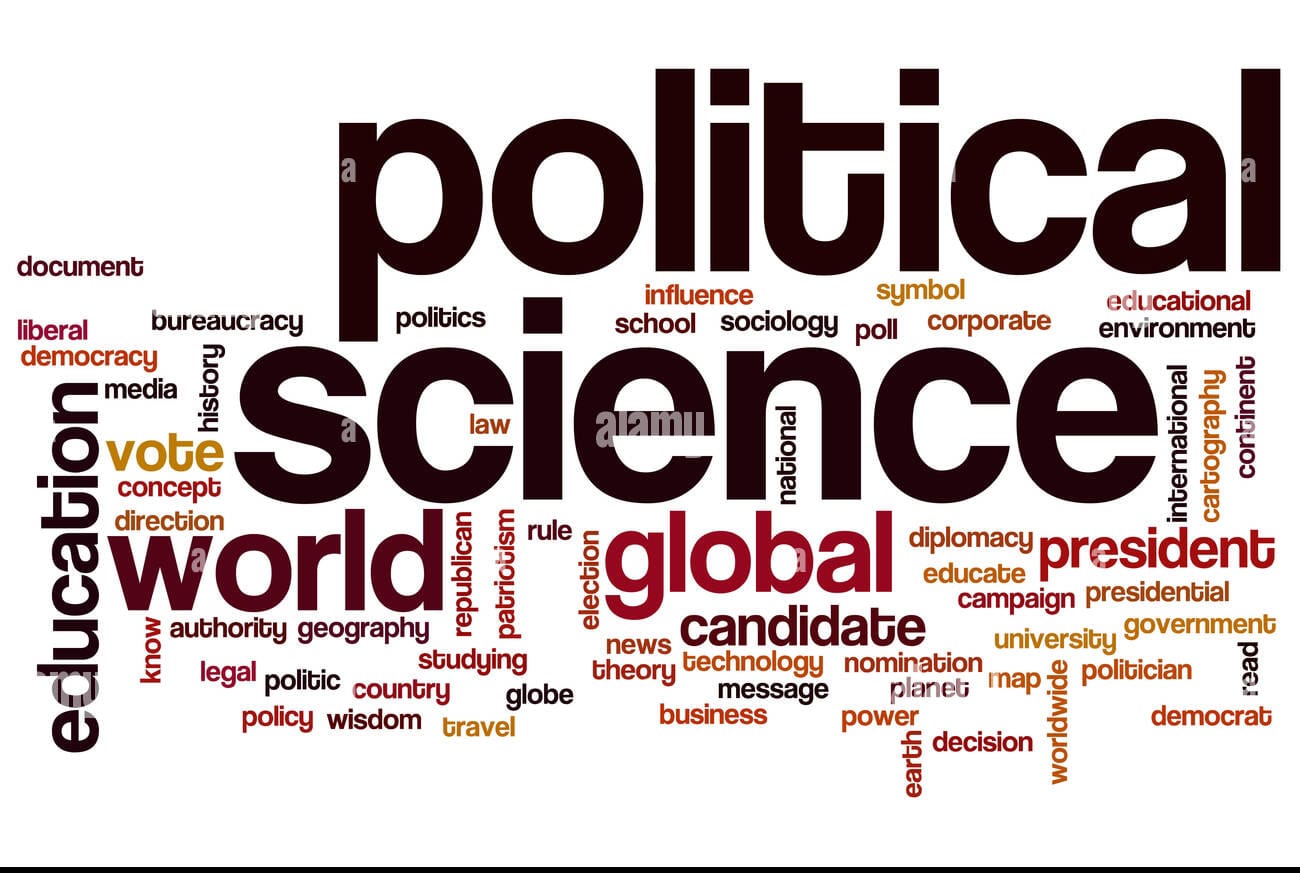 political
document
influence
symbol
educational
liberal
bureaucracy
politics
school
sociology
poll
corporate
environment
democracy
media
history
science
law
national
international
cartography
continent
education
vote
concept
direction
world
republican
patriotism
rule
election
global
diplomacy
president
educate
campaign
presidential
know
authority
geography
candidate
university
government
news
studying
theory
technology
nomination
legal
politic
country
globe
message
planet
map
worldwide
politician
read
policy
wisdom
travel
business
power
democrat
earth
decision
alamy
a
a
a
a
a
a